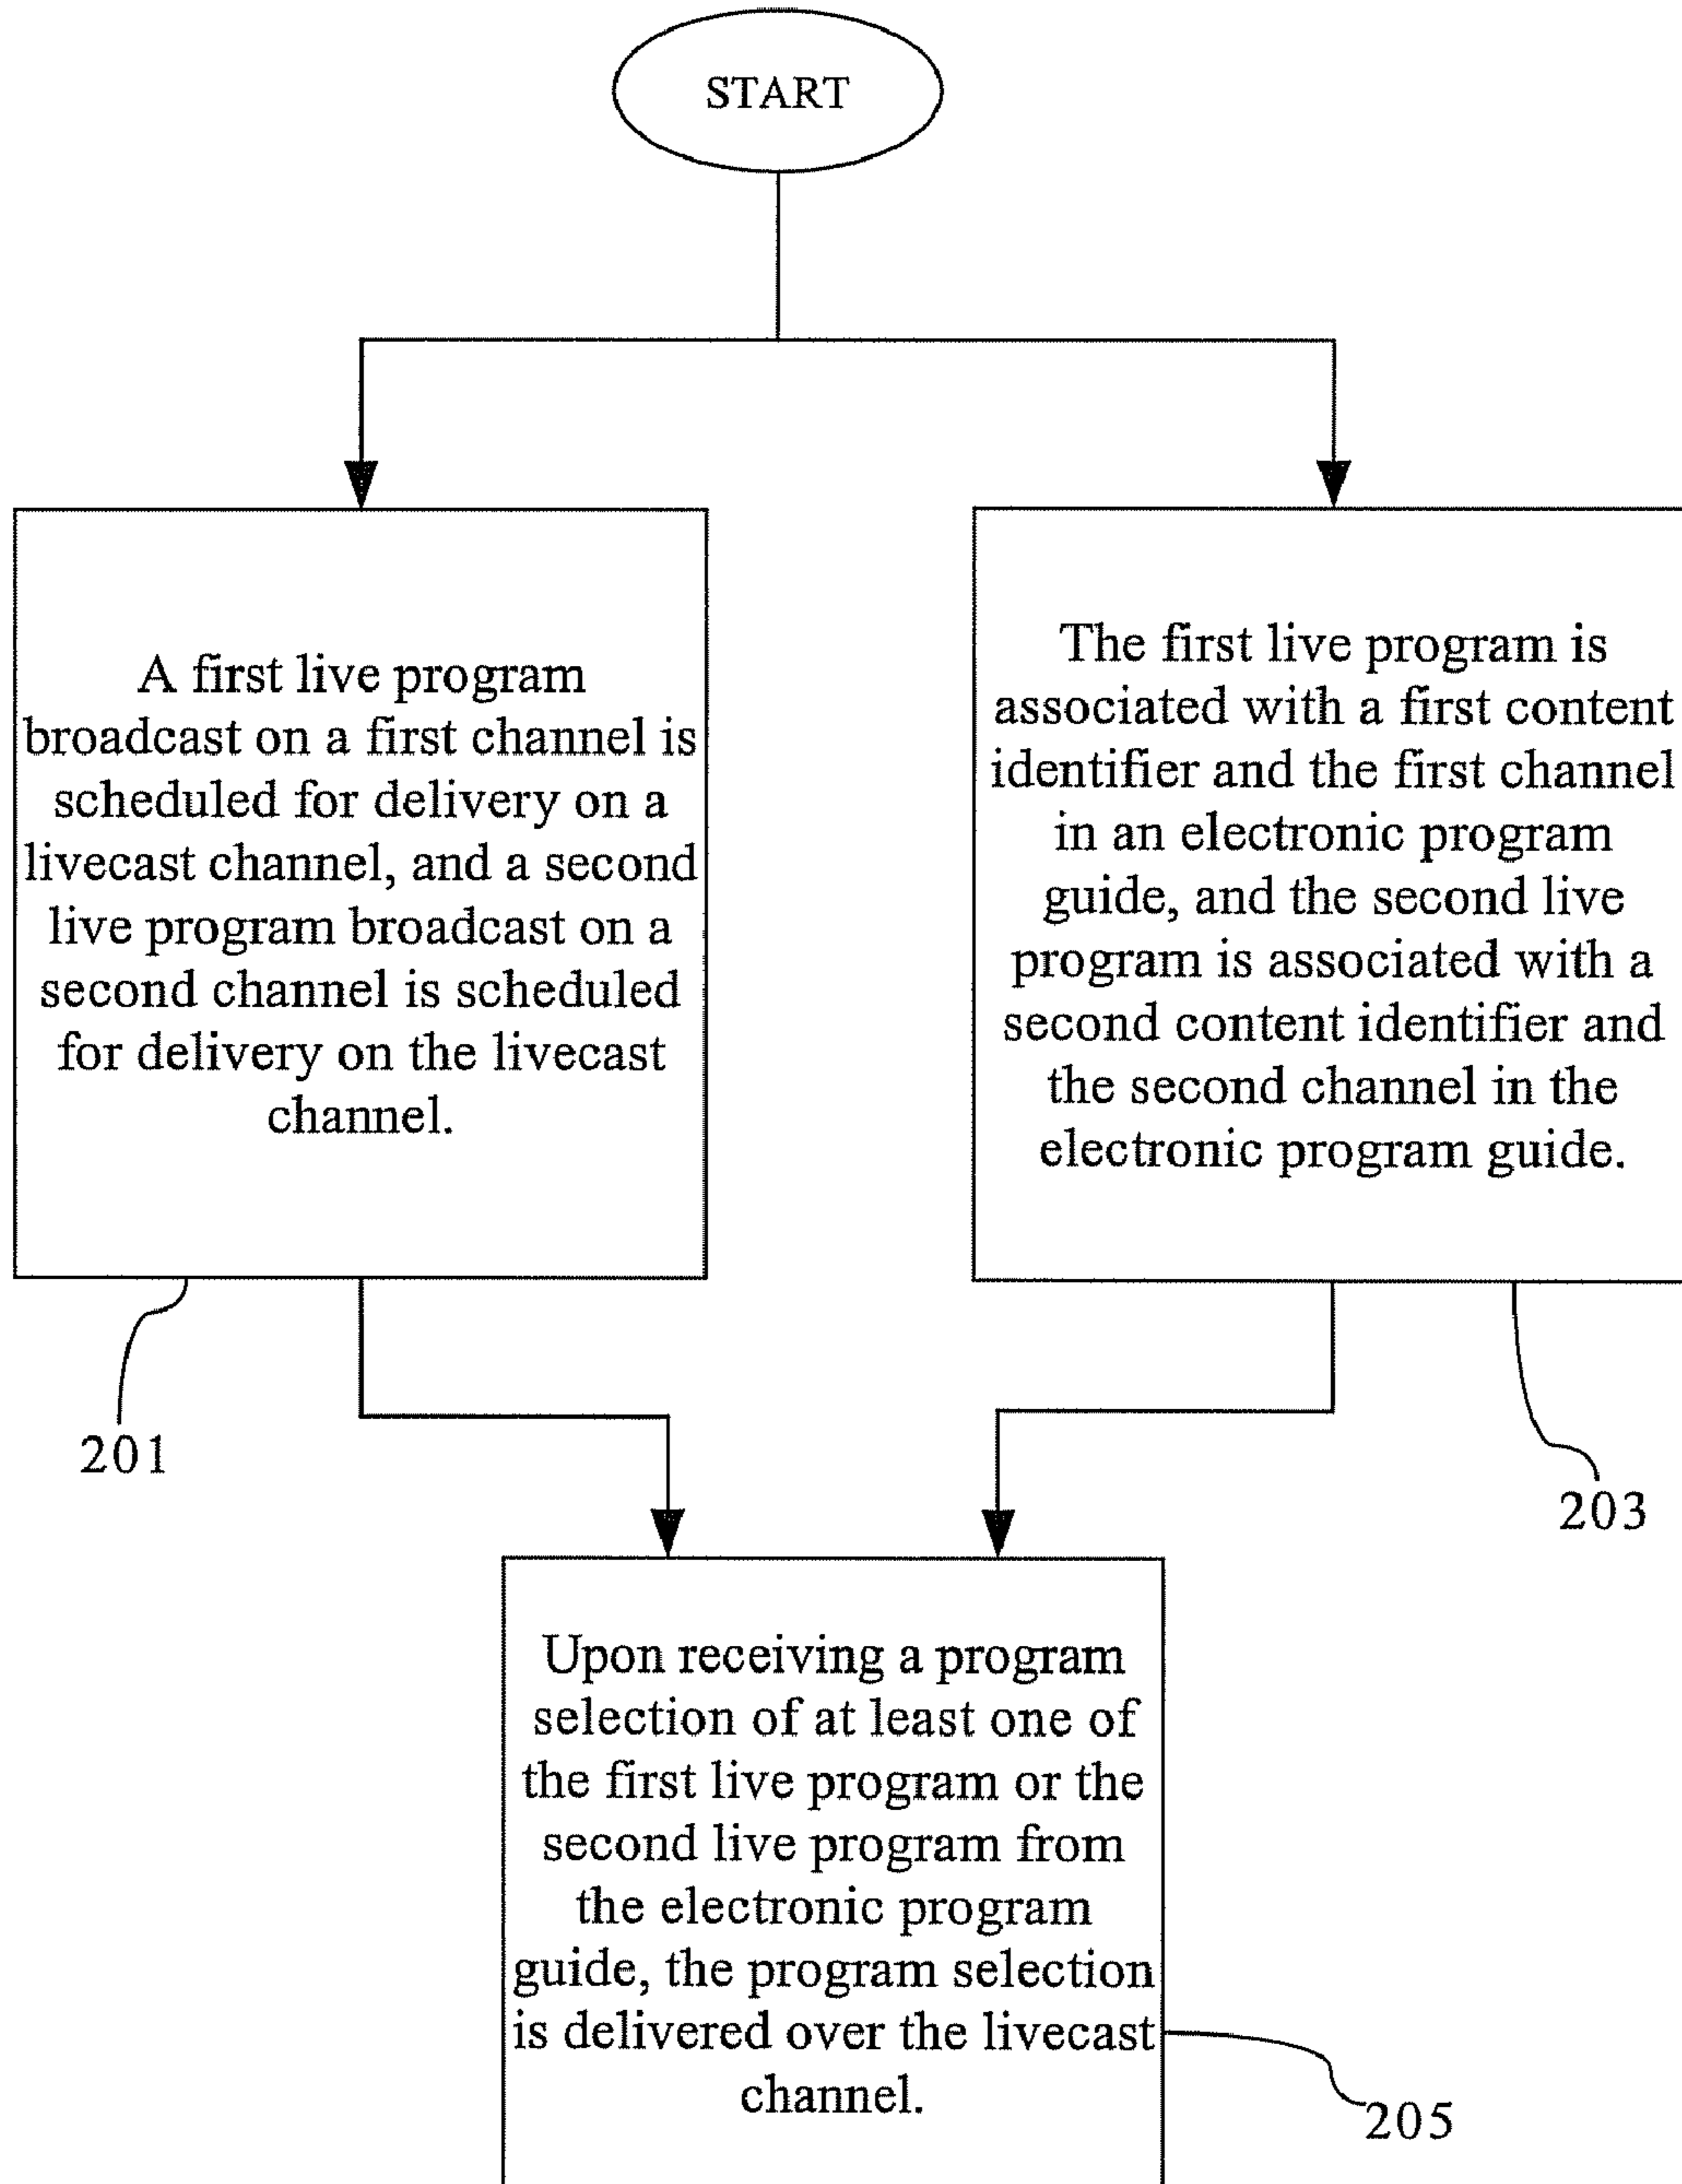 START
A first live program
broadcast on a first channel is
scheduled for delivery on a
livecast channel, and a second
live program broadcast on a
second channel is scheduled
for delivery on the livecast
channel.
The first live program is
associated with a first content
identifier and the first channel
in an electronic program
guide, and the second live
program is associated with a
second content identifier and
the second channel in the
electronic program guide.
201
203
Upon receiving a program
selection of at least one of
the first live program or the
second live program from
the electronic program
guide, the program selection
is delivered over the livecast
channel.
205